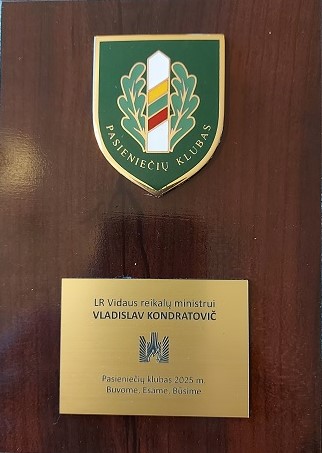 PASIENIEČIŲ KLUBAS
LR Vidaus reikalų ministrui
VLADISLAV KONDRATOVIČ
Pasieniečių klubas 2025 m.
Buvome. Esame. Būsime